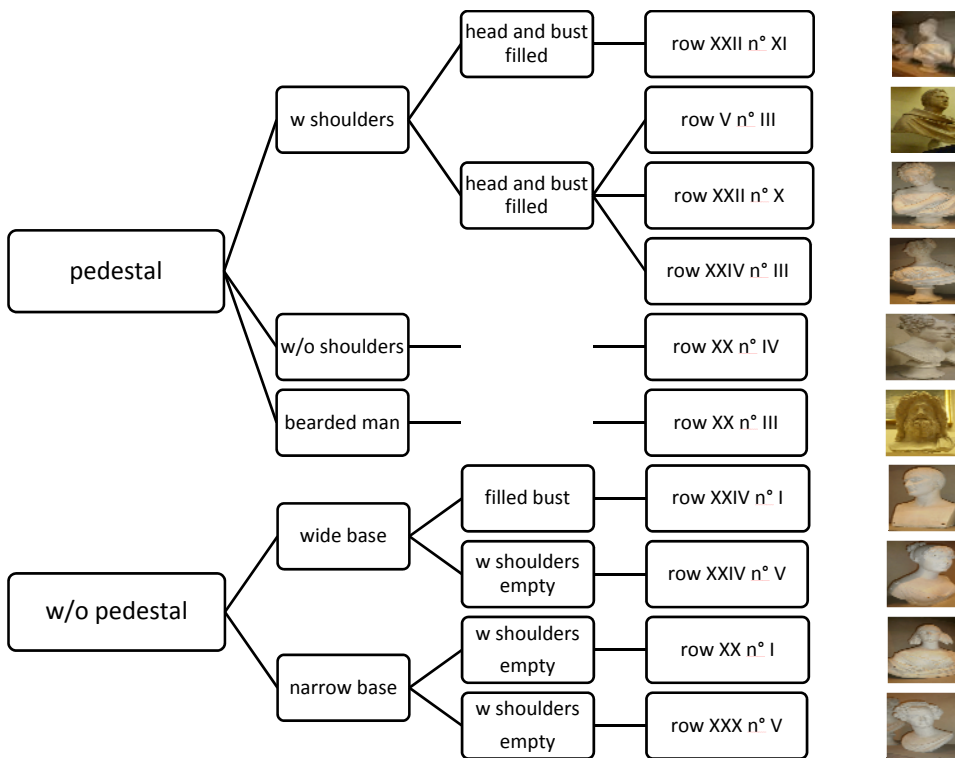 head and bust
filled
row XXII n° XI
w shoulders
row V n° III
head and bust
filled
row XXII n° X
pedestal
row XXIV n° III
w/o shoulders
row XX n° IV
bearded man
row XX n° III
filled bust
row XXIV n° I
wide base
w shoulders
empty
row XXIV n° V
w/o pedestal
w shoulders
empty
row XX n° I
narrow base
w shoulders
empty
row XXX n° V